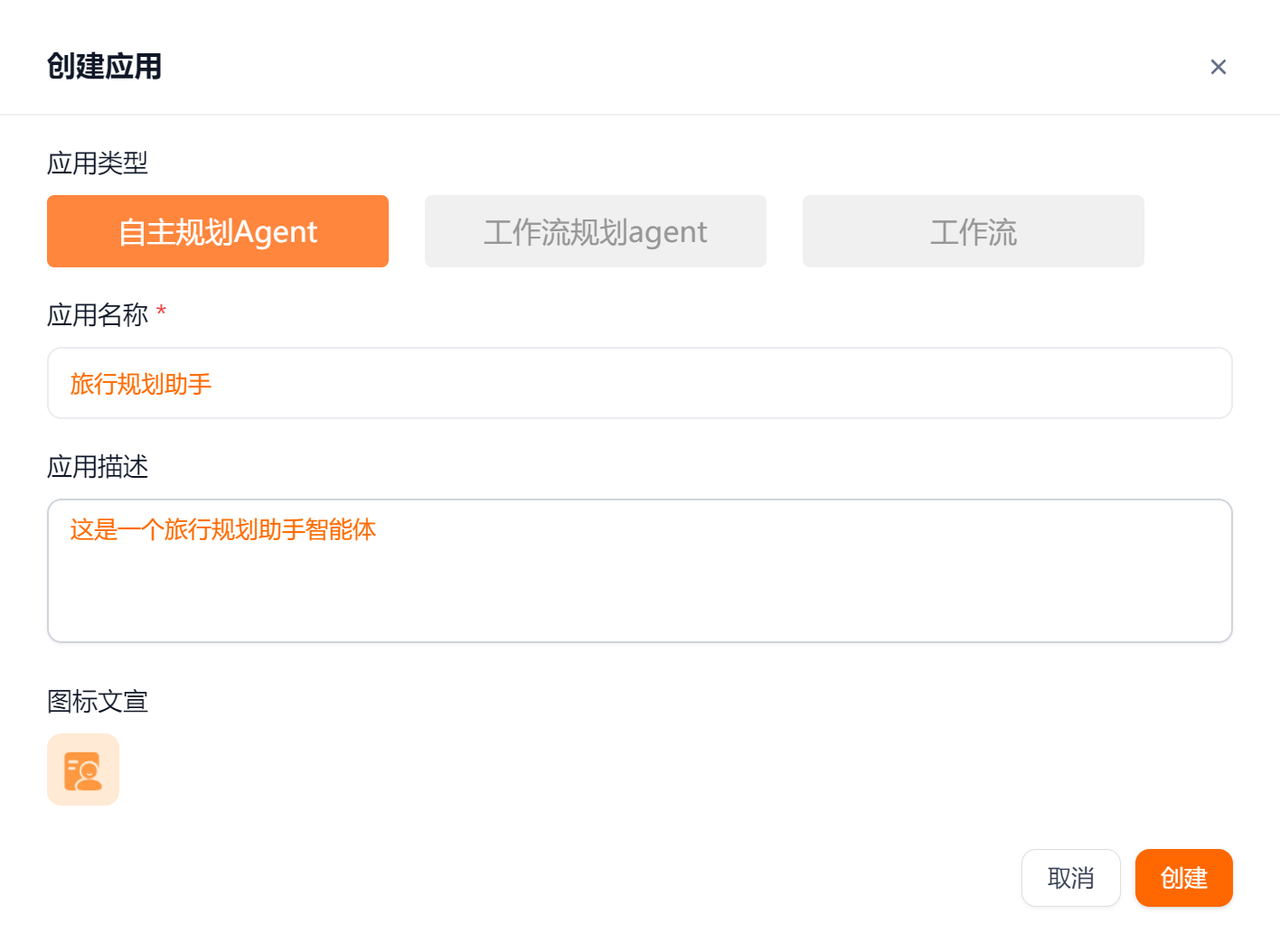 创建应用
×
应用类型
自主规划Agent
工作流规划agent
工作流
应用名称 *
旅行规划助手
应用描述
这是一个旅行规划助手智能体
图标文宣
取消
创建